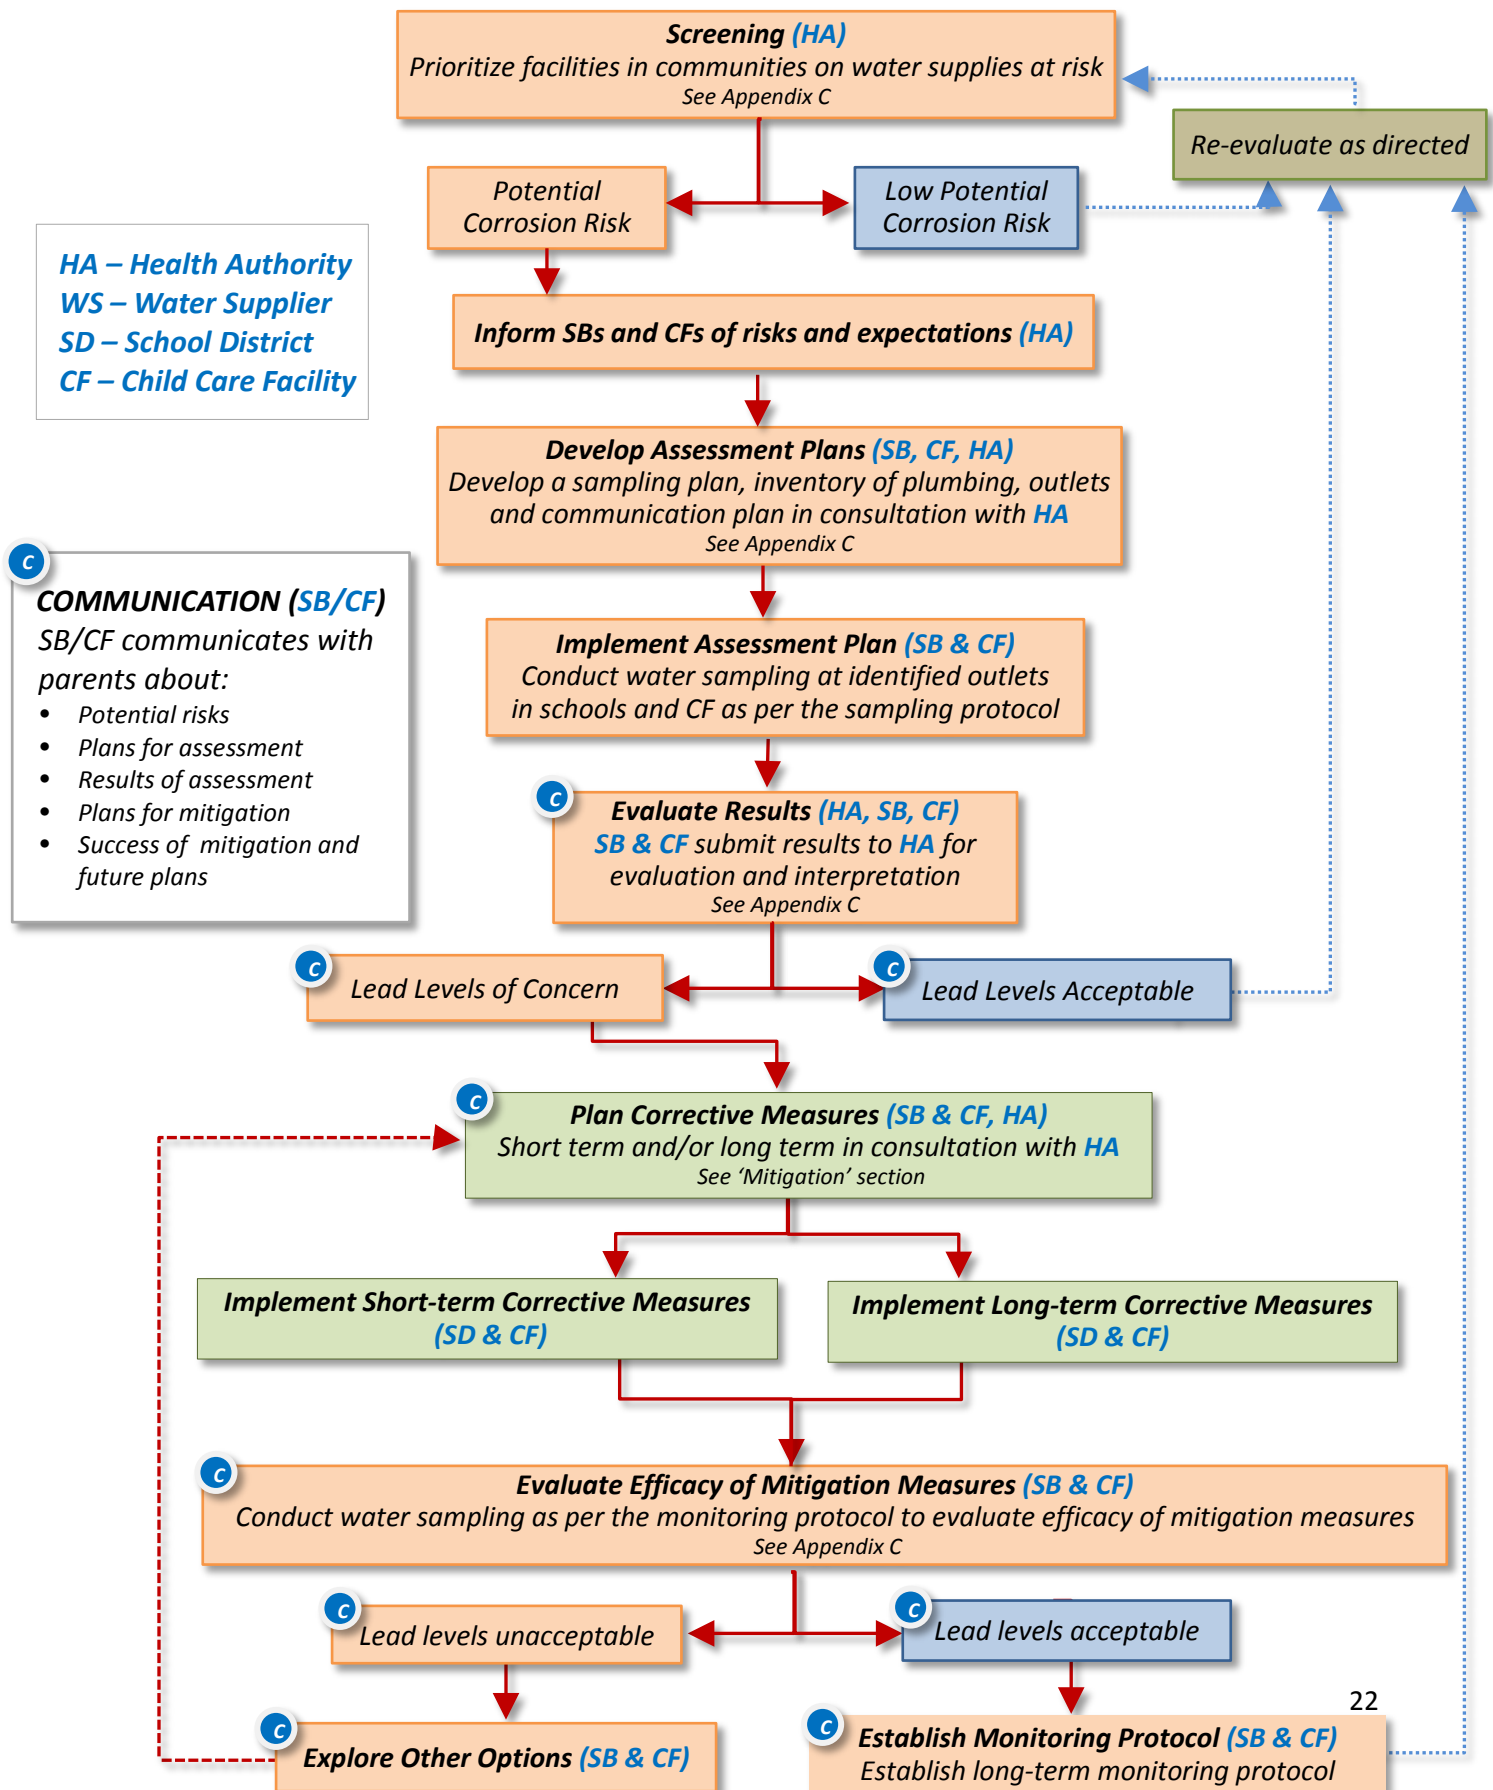 Screening (HA)
Prioritize facilities in communities on water supplies at risk
See Appendix C
Re-evaluate as directed
Potential
Corrosion Risk
Low Potential
Corrosion Risk
HA – Health Authority
WS – Water Supplier
SD – School District
CF – Child Care Facility
Inform SBs and CFs of risks and expectations (HA)
Develop Assessment Plans (SB, CF, HA)
Develop a sampling plan, inventory of plumbing, outlets
and communication plan in consultation with HA
See Appendix C
C
COMMUNICATION (SB/CF)
SB/CF communicates with
parents about:
• Potential risks
• Plans for assessment
• Results of assessment
• Plans for mitigation
• Success of mitigation and
future plans
Implement Assessment Plan (SB & CF)
Conduct water sampling at identified outlets
in schools and CF as per the sampling protocol
C
Evaluate Results (HA, SB, CF)
SB & CF submit results to HA for
evaluation and interpretation
See Appendix C
C
Lead Levels of Concern
C
Lead Levels Acceptable
C
Plan Corrective Measures (SB & CF, HA)
Short term and/or long term in consultation with HA
See ‘Mitigation’ section
Implement Short-term Corrective Measures
(SD & CF)
Implement Long-term Corrective Measures
(SD & CF)
C
Evaluate Efficacy of Mitigation Measures (SB & CF)
Conduct water sampling as per the monitoring protocol to evaluate efficacy of mitigation measures
See Appendix C
C
Lead levels unacceptable
C
Lead levels acceptable
22
C
Explore Other Options (SB & CF)
C
Establish Monitoring Protocol (SB & CF)
Establish long-term monitoring protocol